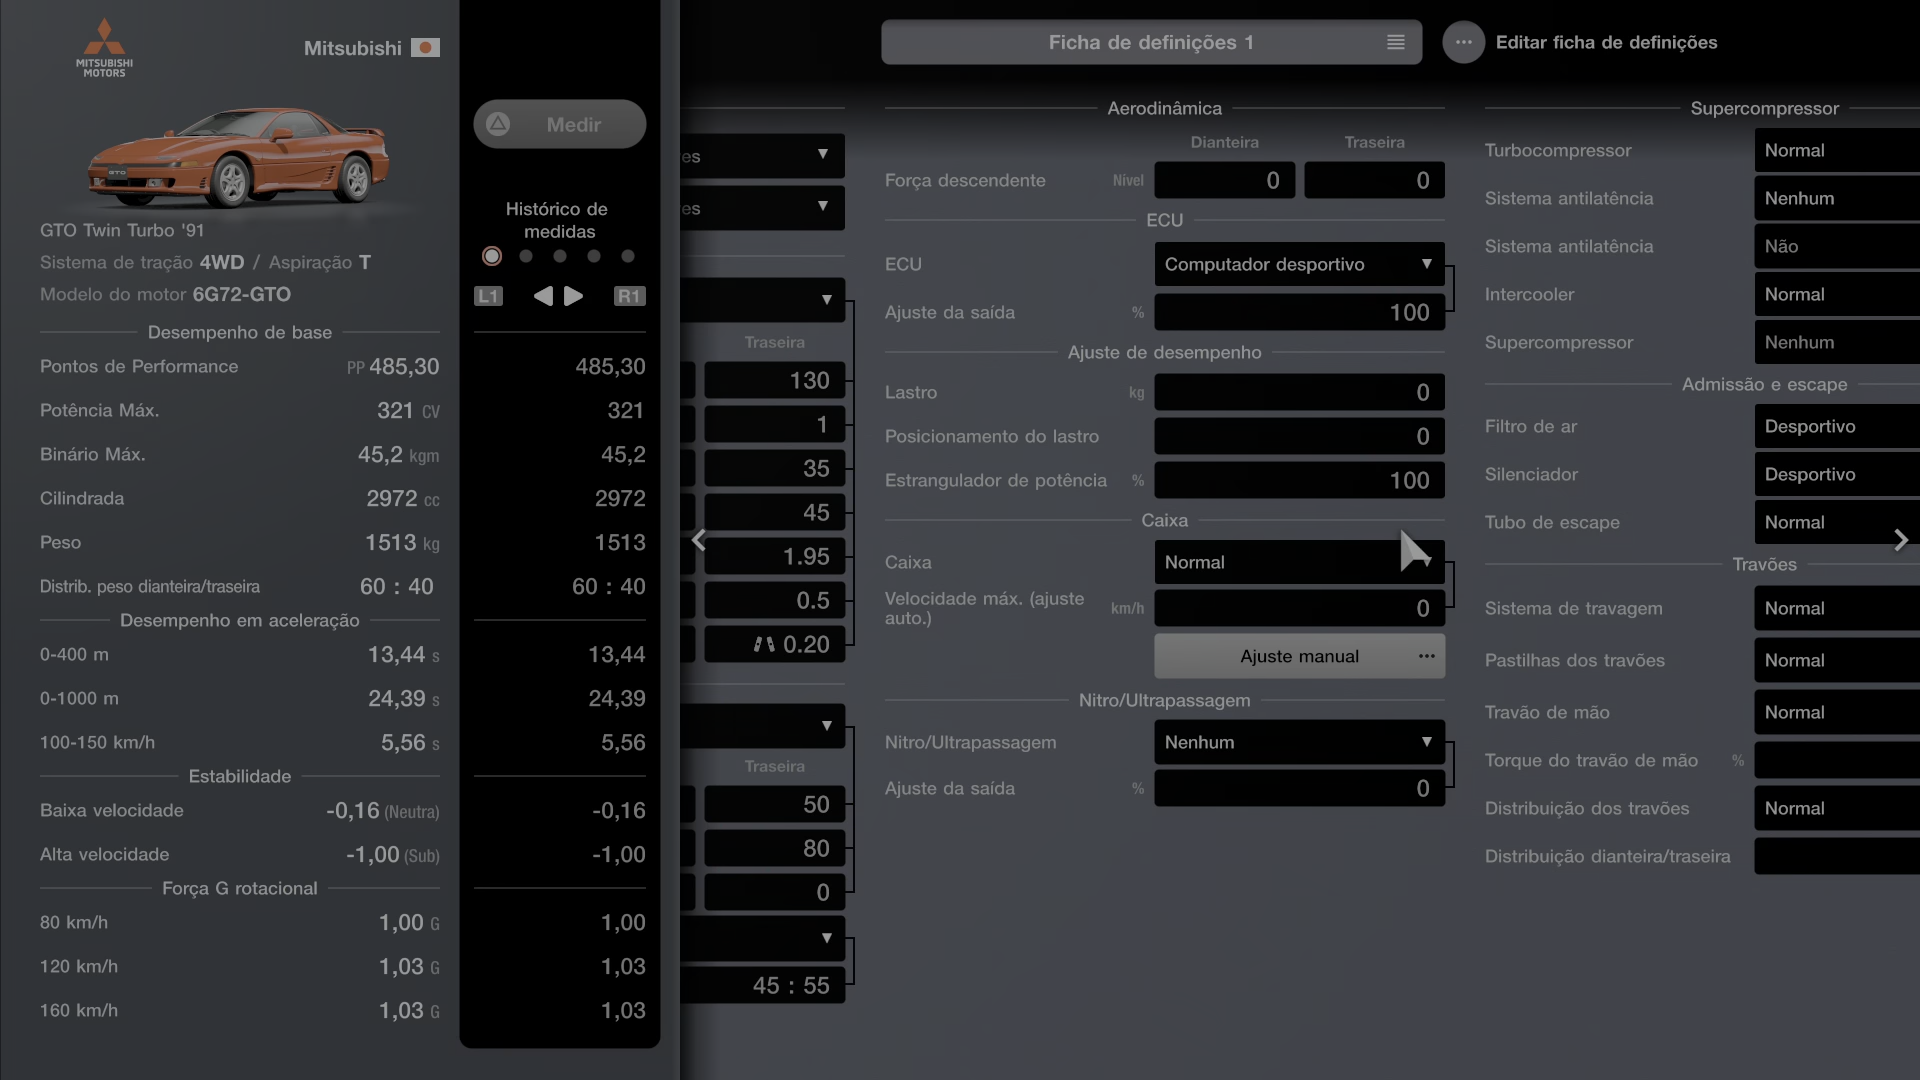 MITSUBISHI
MOTORS
Mitsubishi
GTO
GTO Twin Turbo '91
Sistema de tração 4WD / Aspiração T
Modelo do motor 6G72-GTO
Desempenho de base
Pontos de Performance PP 485,30
Potência Máx. 321 CV
Binário Máx. 45,2 kgm
Cilindrada 2972 cc
Peso 1513 kg
Distrib. peso dianteira/traseira 60 : 40
Desempenho em aceleração
0-400 m 13,44 s
0-1000 m 24,39 s
100-150 km/h 5,56 s
Estabilidade
Baixa velocidade -0,16 (Neutra)
Alta velocidade -1,00 (Sub)
Força G rotacional
80 km/h 1,00 G
120 km/h 1,03 G
160 km/h 1,03 G
Medir
Histórico de
medidas
L1 R1
485,30
321
45,2
2972
1513
60 : 40
13,44
24,39
5,56
-0,16
-1,00
1,00
1,03
1,03
es
es
Traseira
130
1
35
45
1.95
0.5
0.20
Traseira
50
80
0
45 : 55
Ficha de definições 1
Editar ficha de definições
Aerodinâmica
Dianteira Traseira
Força descendente Nível 0 0
ECU
ECU Computador desportivo
Ajuste da saída % 100
Ajuste de desempenho
Lastro kg 0
Posicionamento do lastro 0
Estrangulador de potência % 100
Caixa
Caixa Normal
Velocidade máx. (ajuste
auto.) km/h 0
Ajuste manual
Nitro/Ultrapassagem
Nitro/Ultrapassagem Nenhum
Ajuste da saída % 0
Supercompressor
Turbocompressor Normal
Sistema antilatência Nenhum
Sistema antilatência Não
Intercooler Normal
Supercompressor Nenhum
Admissão e escape
Filtro de ar Desportivo
Silenciador Desportivo
Tubo de escape Normal
Travões
Sistema de travagem Normal
Pastilhas dos travões Normal
Travão de mão Normal
Torque do travão de mão %
Distribuição dos travões Normal
Distribuição dianteira/traseira